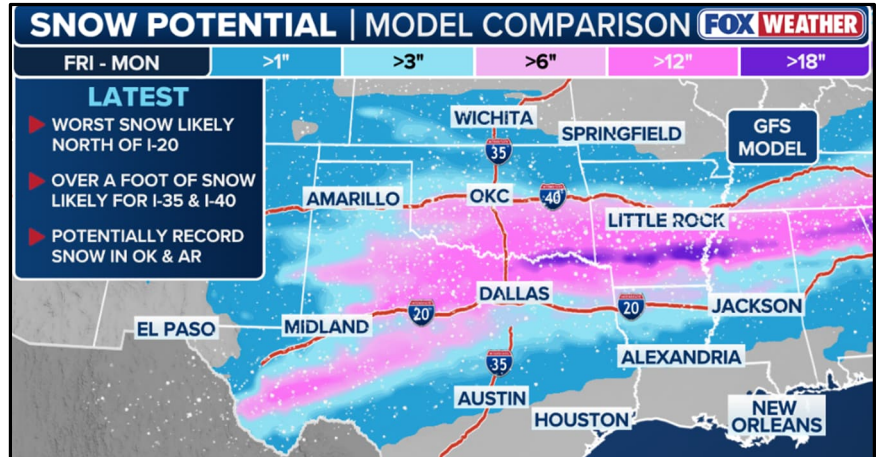 SNOW POTENTIAL | MODEL COMPARISON FOX WEATHER
FRI - MON >1" >3" >6" >12" >18"
LATEST
WORST SNOW LIKELY
NORTH OF I-20
OVER A FOOT OF SNOW
LIKELY FOR I-35 & I-40
POTENTIALLY RECORD
SNOW IN OK & AR
GFS
MODEL
WICHITA
SPRINGFIELD
35
AMARILLO
OKC
40
LITTLE ROCK
DALLAS
20
20
JACKSON
EL PASO
MIDLAND
35
ALEXANDRIA
AUSTIN
HOUSTON
NEW
ORLEANS